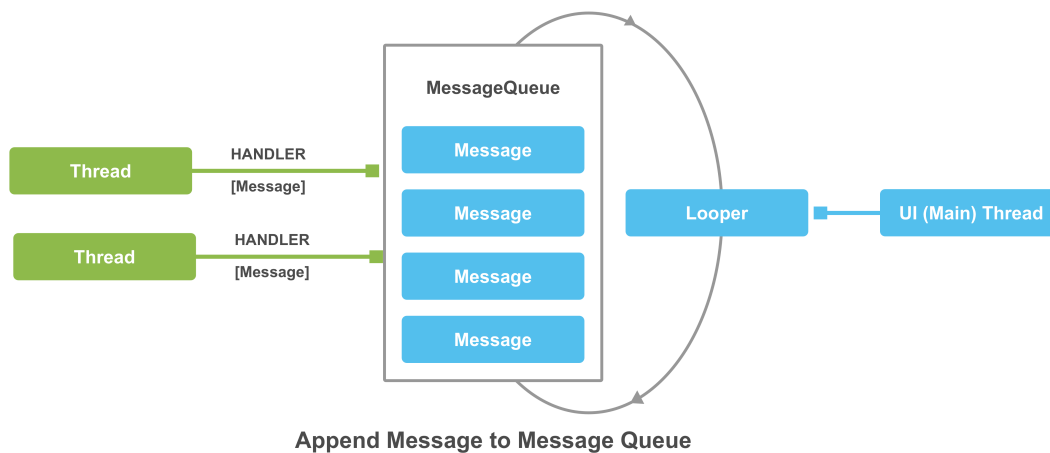 MessageQueue
Thread
HANDLER
[Message]
Message
Thread
HANDLER
[Message]
Message
Message
Message
Looper
UI (Main) Thread
Append Message to Message Queue